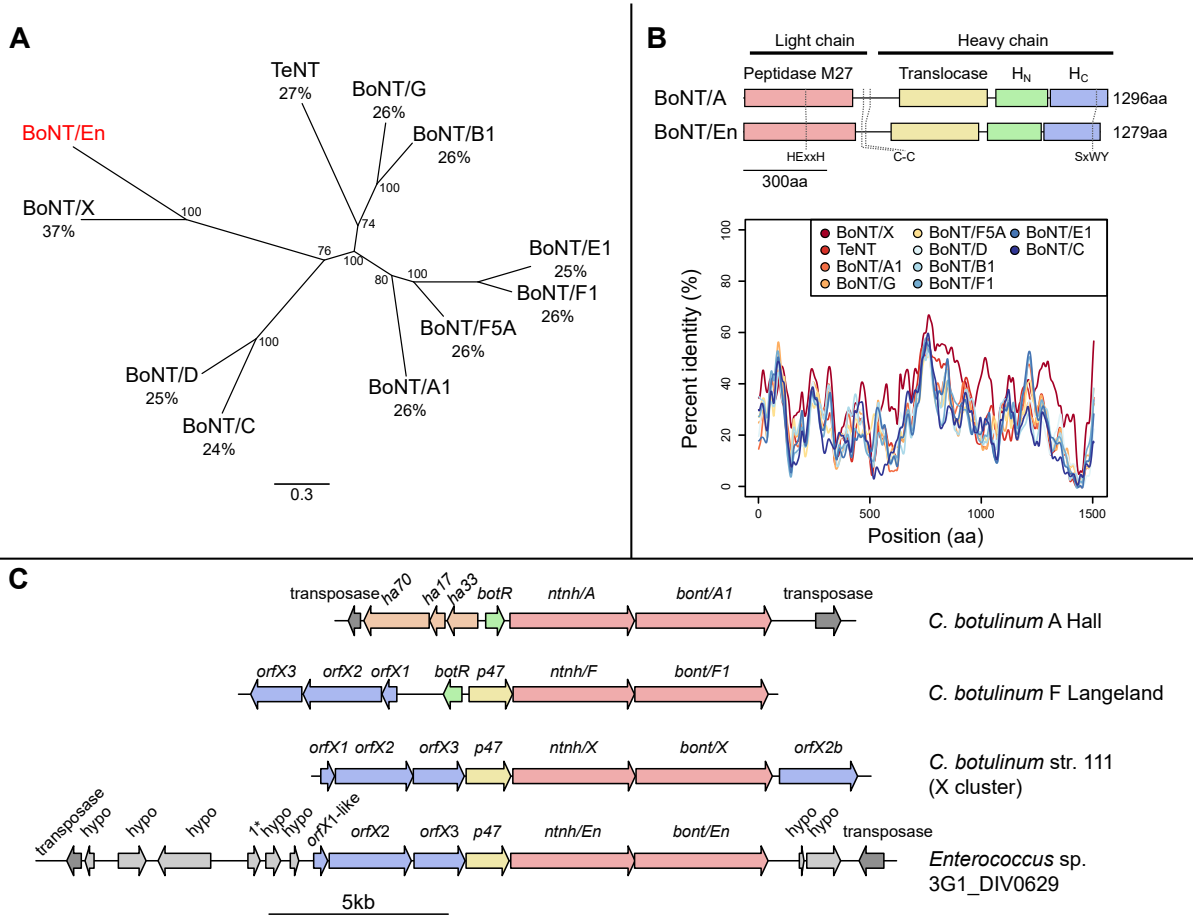 A
TeNT
27%
BoNT/G
26%
BoNT/B1
26%
BoNT/En
BoNT/X
37%
100
100
74
76
100
80
100
BoNT/E1
25%
BoNT/F1
26%
BoNT/F5A
26%
BoNT/A1
26%
100
BoNT/D
25%
BoNT/C
24%
0.3
B
Light chain Heavy chain
Peptidase M27 Translocase HN HC
BoNT/A 1296aa
BoNT/En 1279aa
HExxH C-C SxWY
300aa
BoNT/X BoNT/F5A BoNT/E1
TeNT BoNT/D BoNT/C
BoNT/A1 BoNT/B1
BoNT/G BoNT/F1
Percent identity (%)
100
80
60
40
20
0
0 500 1000 1500
Position (aa)
C
transposase ha70 ha17 ha33 botR ntnh/A bont/A1 transposase
C. botulinum A Hall
orfX3 orfX2 orfX1 botR p47 ntnh/F bont/F1
C. botulinum F Langeland
orfX1 orfX2 orfX3 p47 ntnh/X bont/X orfX2b
C. botulinum str. 111
(X cluster)
transposase hypo hypo hypo 1* hypo hypo orfX1-like orfX2 orfX3 p47 ntnh/En bont/En hypo hypo transposase
Enterococcus sp.
3G1_DIV0629
5kb